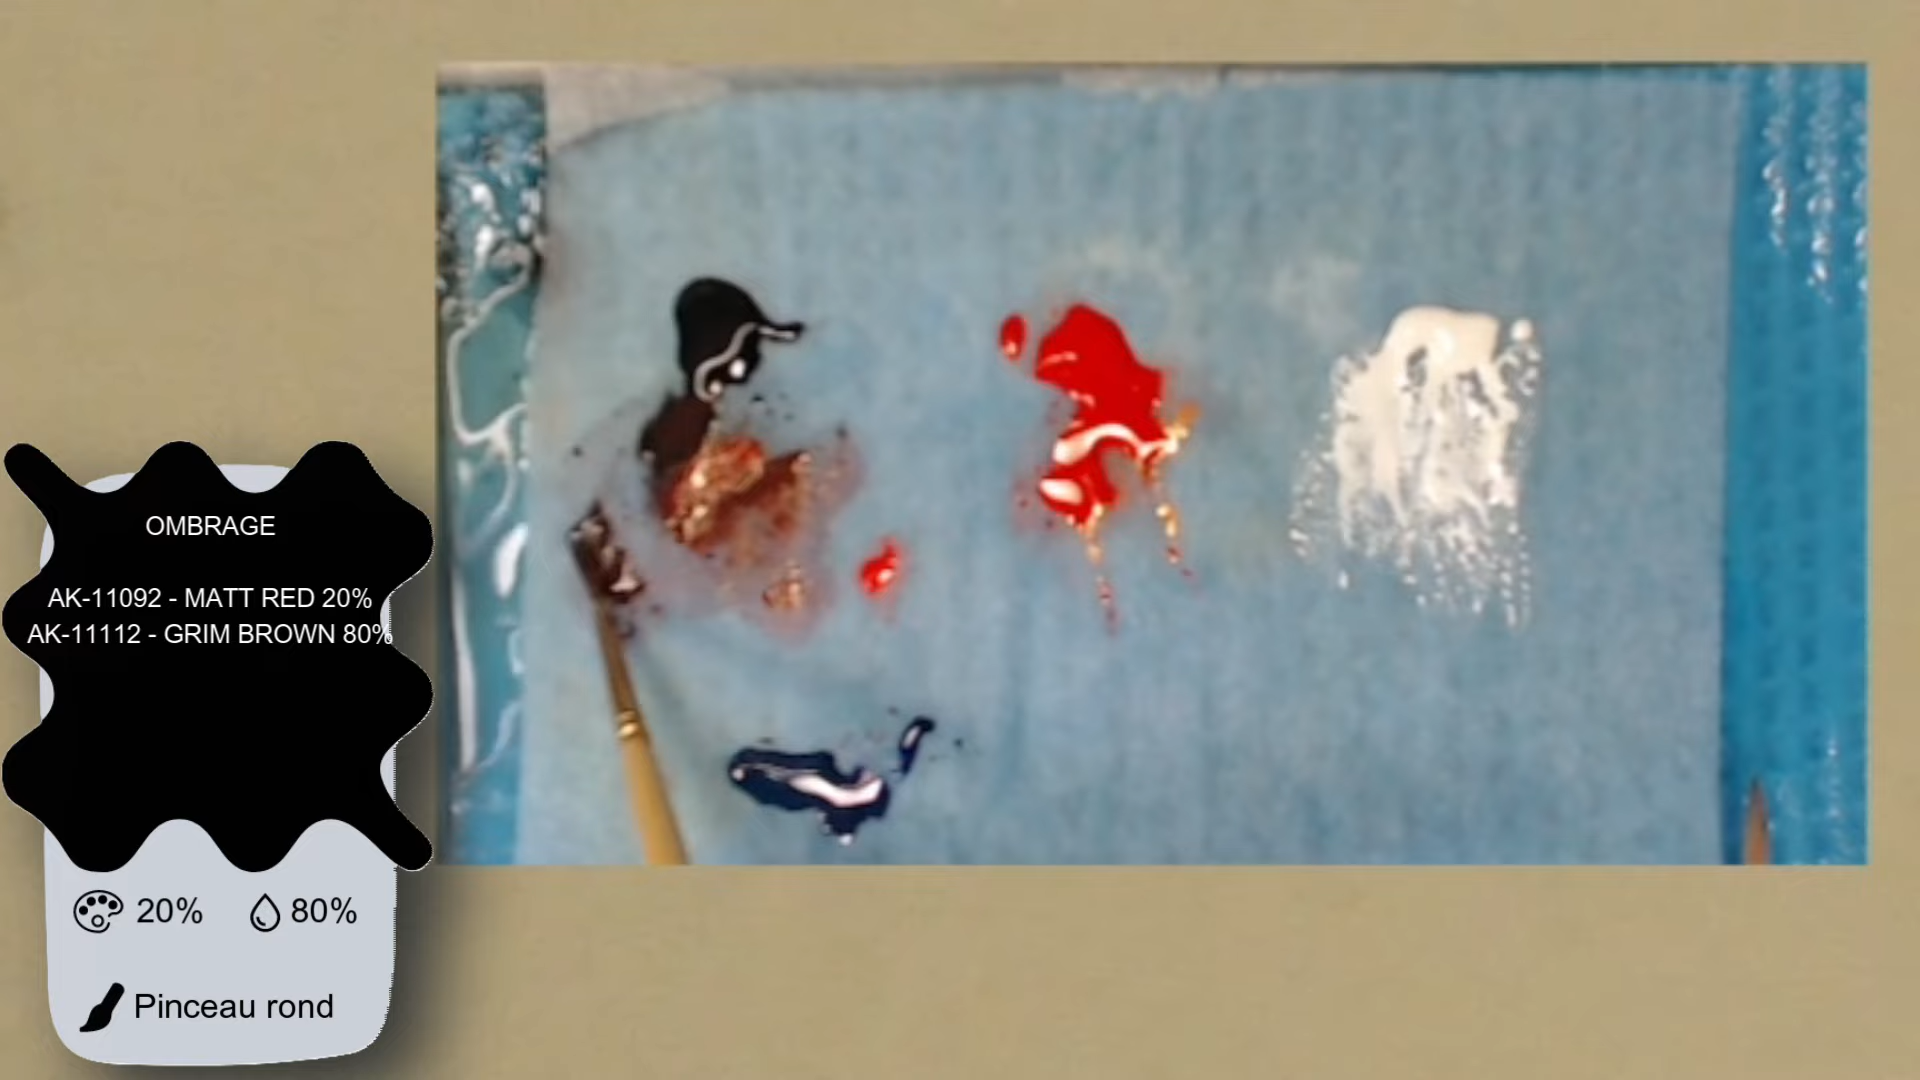 OMBRAGE
AK-11092 - MATT RED 20%
AK-11112 - GRIM BROWN 80%
20% 80%
Pinceau rond